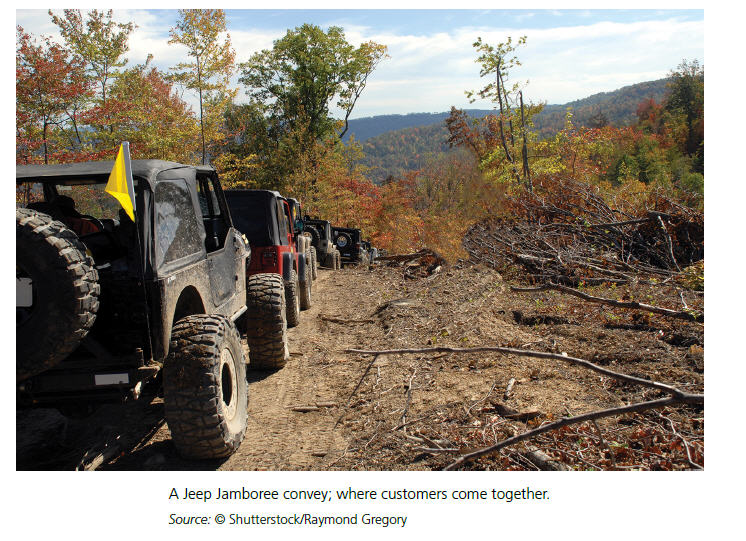 A Jeep Jamboree convey; where customers come together.
Source: © Shutterstock/Raymond Gregory